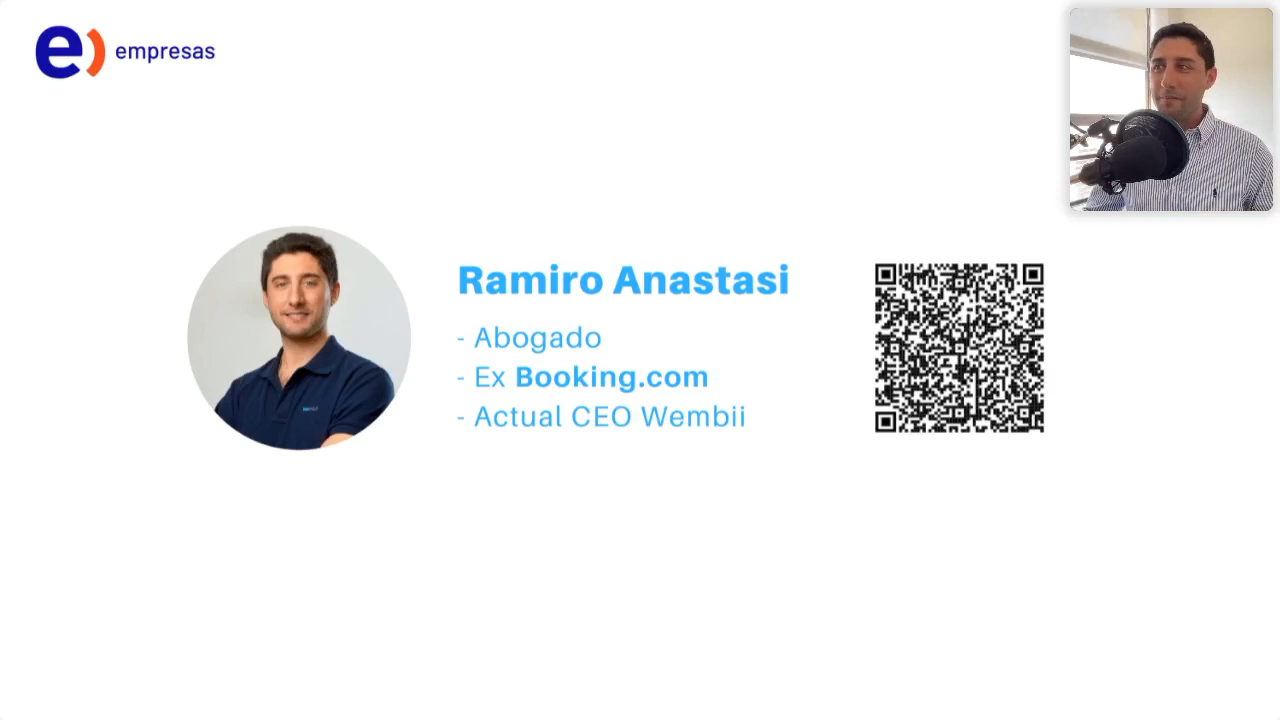 e) empresas
Ramiro Anastasi
- Abogado
- Ex Booking.com
- Actual CEO Wembii